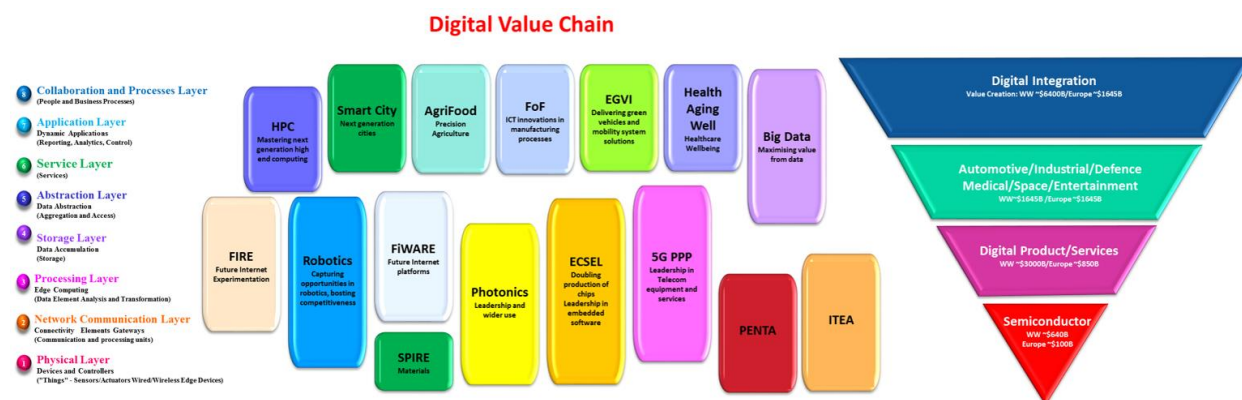 Digital Value Chain
8 Collaboration and Processes Layer
(People and Business Processes)
7 Application Layer
Dynamic Applications
(Reporting, Analytics, Control)
6 Service Layer
(Services)
5 Abstraction Layer
Data Abstraction
(Aggregation and Access)
4 Storage Layer
Data Accumulation
(Storage)
3 Processing Layer
Edge Computing
(Data Element Analysis and Transformation)
2 Network Communication Layer
Connectivity Elements Gateways
(Communication and processing units)
1 Physical Layer
Devices and Controllers
("Things" - Sensors/Actuators Wired/Wireless Edge Devices)
HPC
Mastering next
generation high
end computing
Smart City
Next generation
cities
AgriFood
Precision
Agriculture
FoF
ICT innovations in
manufacturing
processes
EGVI
Delivering green
vehicles and
mobility system
solutions
Health
Aging
Well
Healthcare
Wellbeing
Big Data
Maximising value
from data
FIRE
Future Internet
Experimentation
Robotics
Capturing
opportunities in
robotics, bosting
competitiveness
FiWARE
Future Internet
platforms
SPIRE
Materials
Photonics
Leadership and
wider use
ECSEL
Doubling
production of
chips
Leadership in
embedded
software
5G PPP
Leadership in
Telecom
equipment and
services
PENTA
ITEA
Digital Integration
Value Creation: WW ~$6400B/Europe ~$1645B
Automotive/Industrial/Defence
Medical/Space/Entertainment
WW~$1645B /Europe ~$1645B
Digital Product/Services
WW ~$3000B/Europe ~$850B
Semiconductor
WW ~$640B
Europe ~$100B